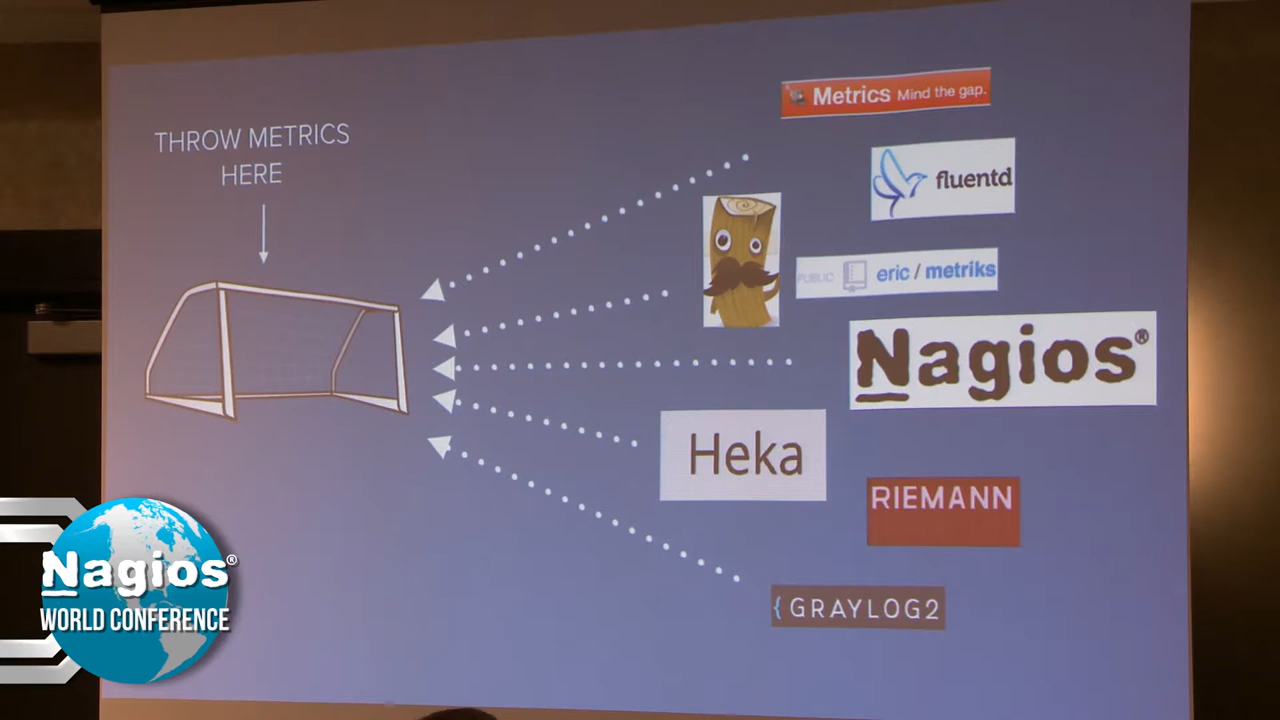 THROW METRICS
HERE
Metrics Mind the gap.
fluentd
PUBLIC eric / metriks
Nagios®
Heka
RIEMANN
{GRAYLOG2
Nagios®
WORLD CONFERENCE